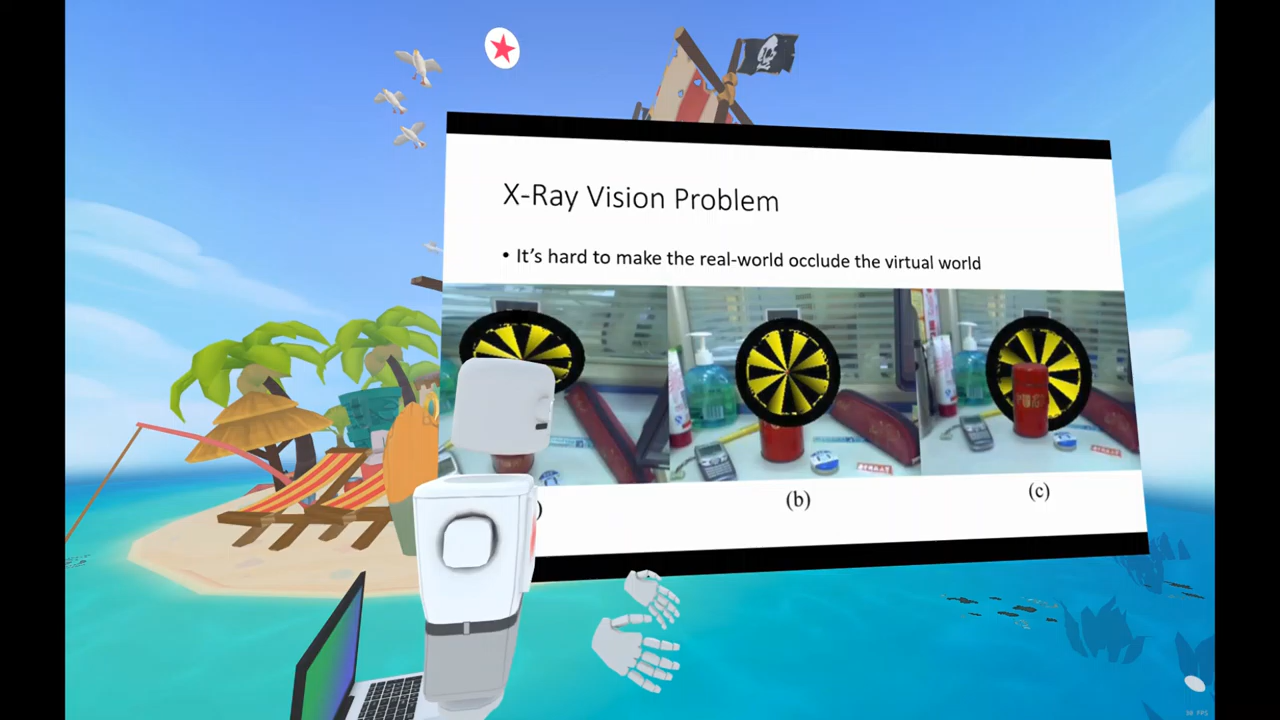 X-Ray Vision Problem
• It's hard to make the real-world occlude the virtual world
)
(b)
(c)